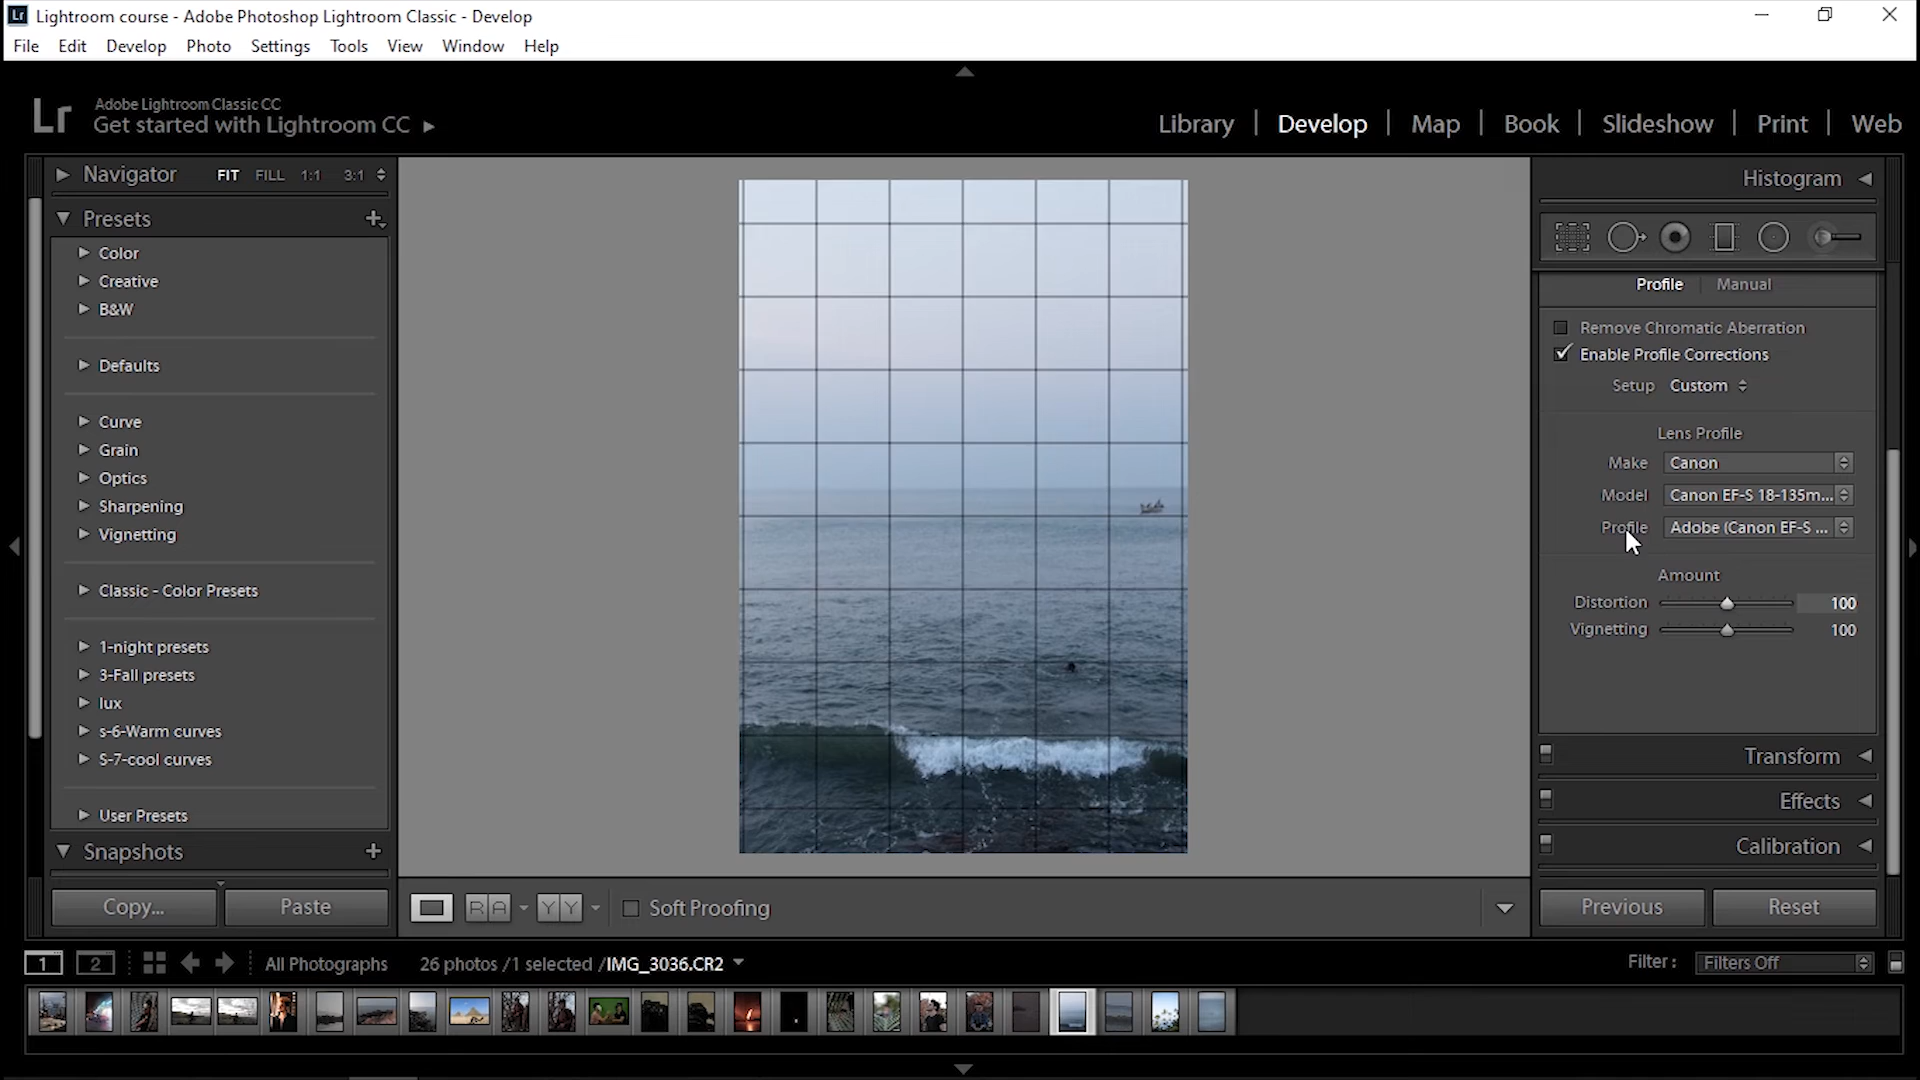 Lr Lightroom course - Adobe Photoshop Lightroom Classic - Develop
File Edit Develop Photo Settings Tools View Window Help
Lr Adobe Lightroom Classic CC
Get started with Lightroom CC
Library | Develop | Map | Book | Slideshow | Print | Web
Navigator FIT FILL 1:1 3:1
Presets
Color
Creative
B&W
Defaults
Curve
Grain
Optics
Sharpening
Vignetting
Classic - Color Presets
1-night presets
3-Fall presets
lux
s-6-Warm curves
S-7-cool curves
User Presets
Snapshots
Copy... Paste
RA YY Soft Proofing
Histogram
Profile | Manual
Remove Chromatic Aberration
Enable Profile Corrections
Setup Custom
Lens Profile
Make Canon
Model Canon EF-S 18-135m...
Profile Adobe (Canon EF-S ...
Amount
Distortion 100
Vignetting 100
Transform
Effects
Calibration
Previous Reset
1 2 All Photographs 26 photos /1 selected /IMG_3036.CR2 Filter : Filters Off